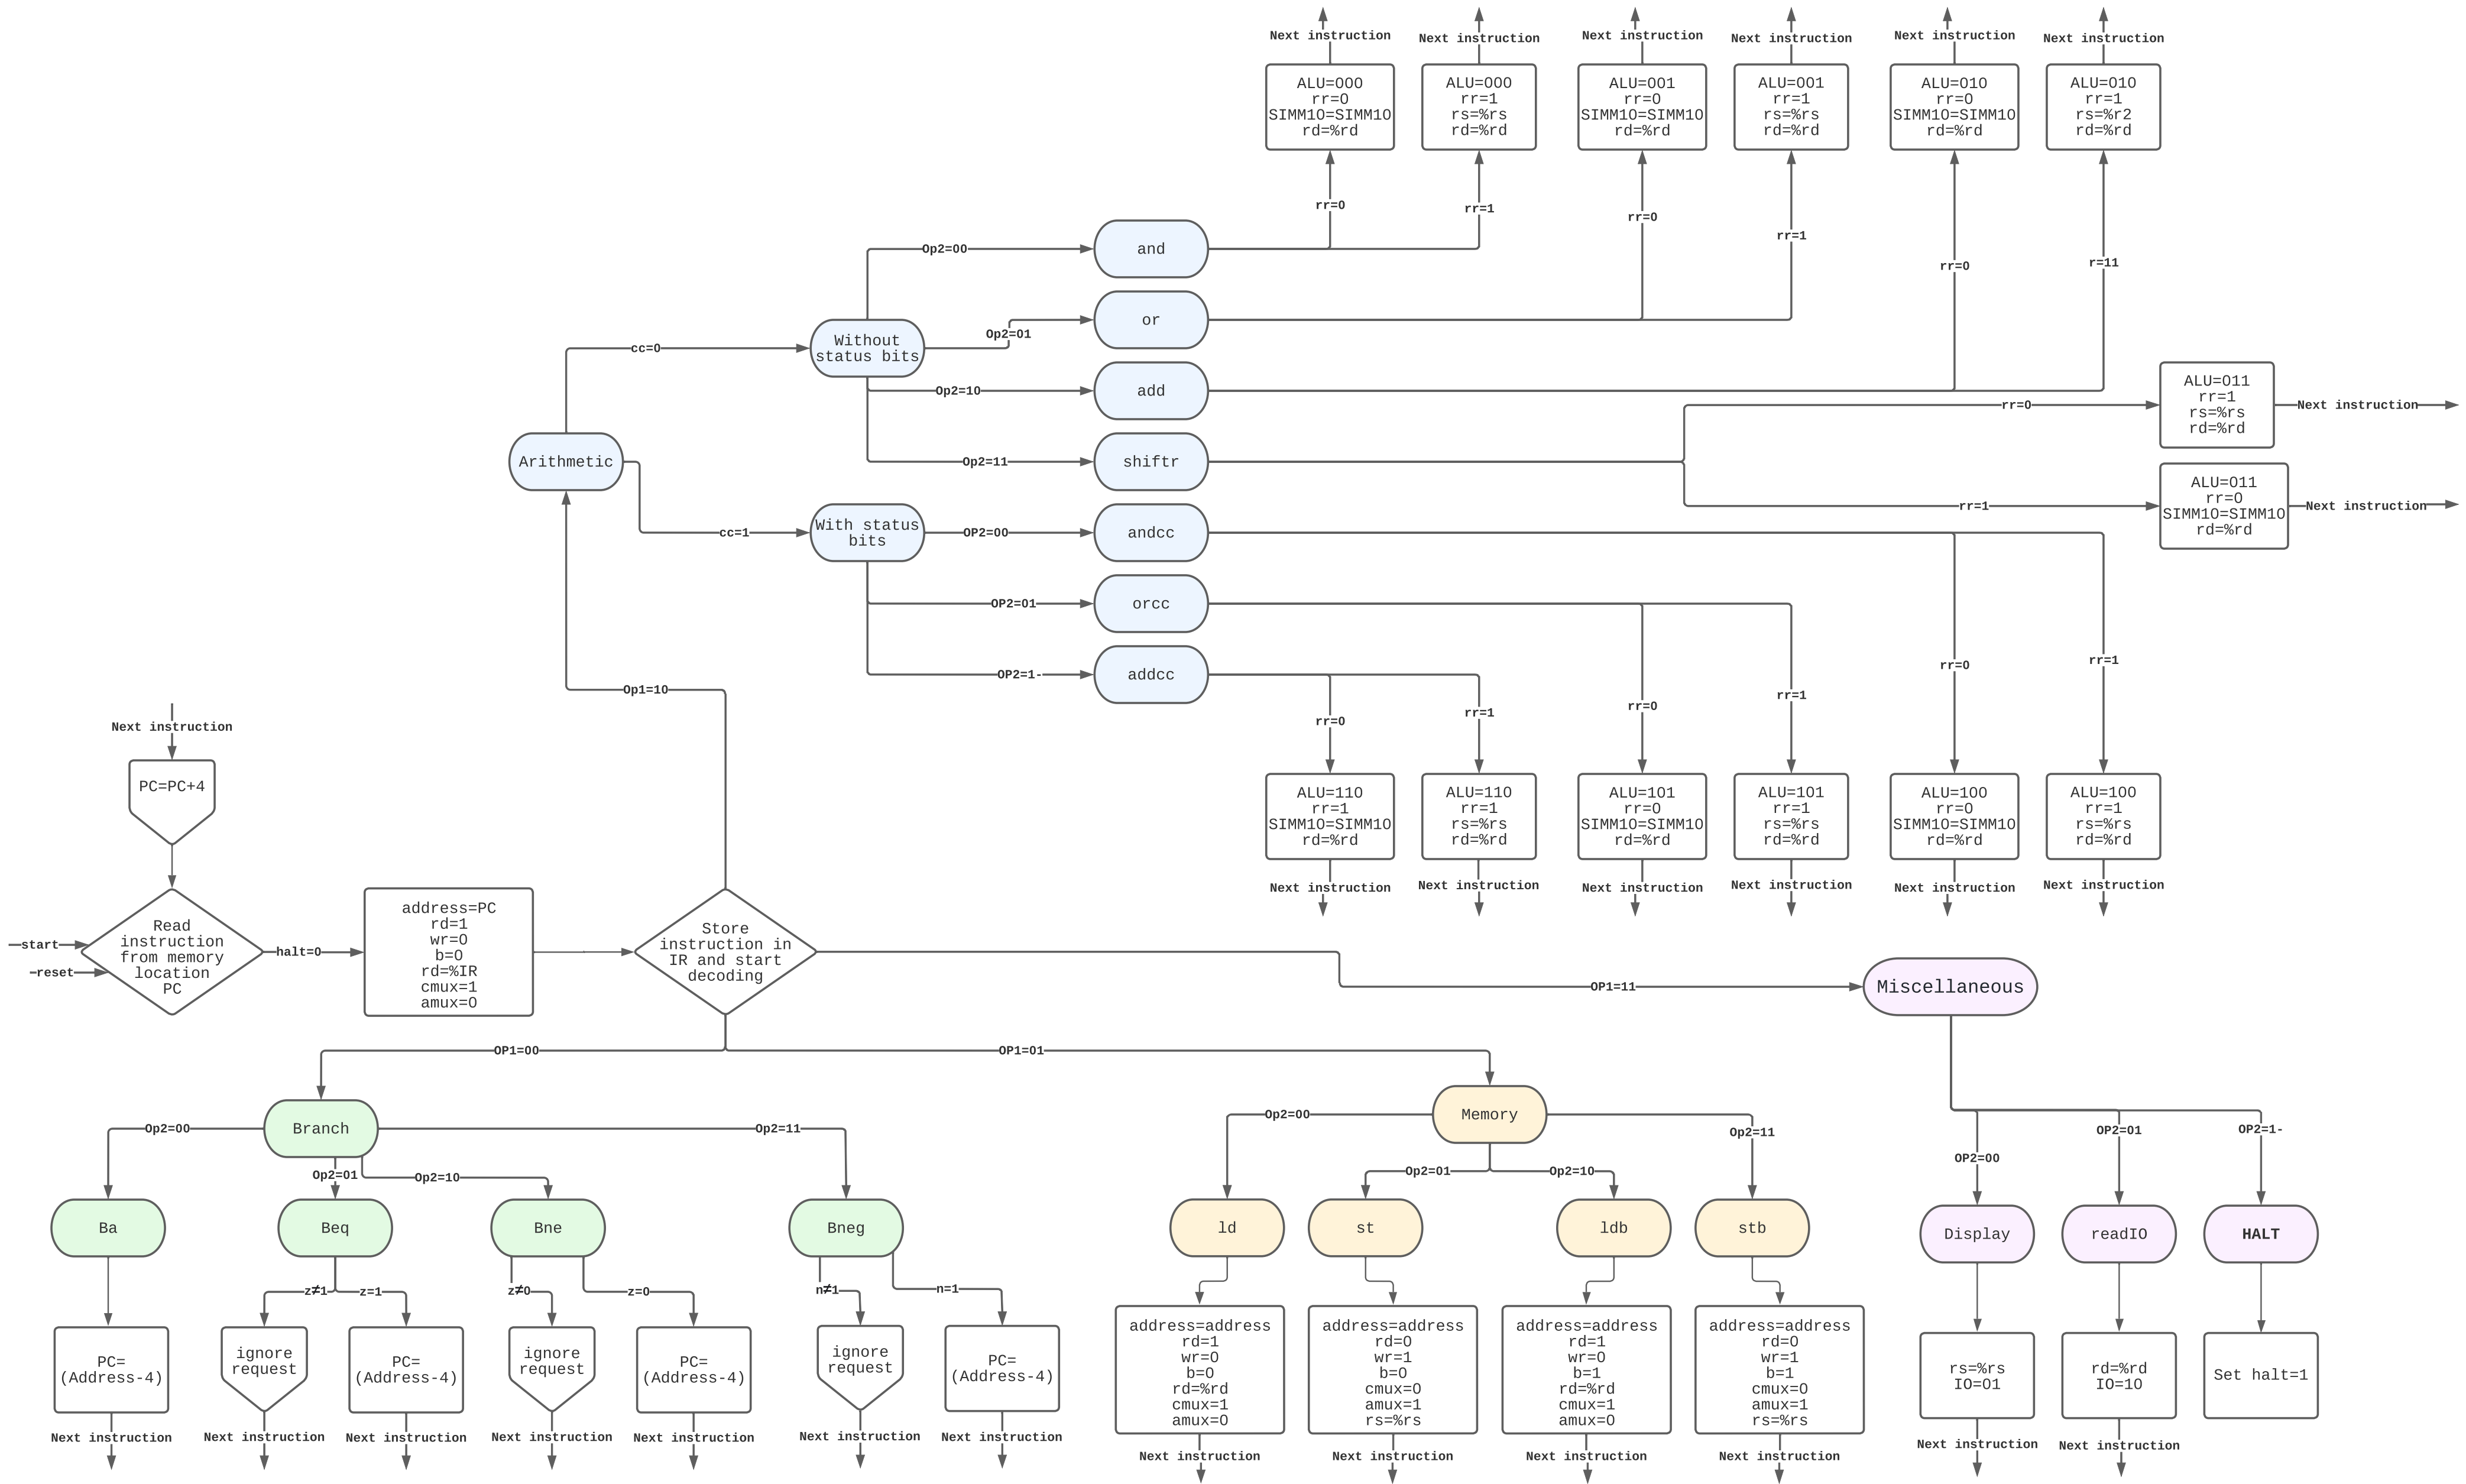 Next instruction
Next instruction
Next instruction
Next instruction
Next instruction
Next instruction
ALU=000
rr=0
SIMM10=SIMM10
rd=%rd
ALU=000
rr=1
rs=%rs
rd=%rd
ALU=001
rr=0
SIMM10=SIMM10
rd=%rd
ALU=001
rr=1
rs=%rs
rd=%rd
ALU=010
rr=0
SIMM10=SIMM10
rd=%rd
ALU=010
rr=1
rs=%r2
rd=%rd
rr=0
rr=1
rr=0
rr=1
rr=0
r=11
Op2=00
and
Op2=01
or
Without
status bits
cc=0
Op2=10
add
Op2=11
shiftr
rr=0
ALU=011
rr=1
rs=%rs
rd=%rd
Next instruction
rr=1
ALU=011
rr=0
SIMM10=SIMM10
rd=%rd
Next instruction
Arithmetic
cc=1
With status
bits
OP2=00
andcc
OP2=01
orcc
OP2=1-
addcc
rr=0
rr=1
rr=0
rr=1
rr=0
rr=1
ALU=110
rr=1
SIMM10=SIMM10
rd=%rd
ALU=110
rr=1
rs=%rs
rd=%rd
ALU=101
rr=0
SIMM10=SIMM10
rd=%rd
ALU=101
rr=1
rs=%rs
rd=%rd
ALU=100
rr=0
SIMM10=SIMM10
rd=%rd
ALU=100
rr=1
rs=%rs
rd=%rd
Next instruction
Next instruction
Next instruction
Next instruction
Next instruction
Next instruction
Op1=10
Next instruction
PC=PC+4
start
reset
Read
instruction
from memory
location
PC
halt=0
address=PC
rd=1
wr=0
b=0
rd=%IR
cmux=1
amux=0
Store
instruction in
IR and start
decoding
OP1=11
Miscellaneous
OP1=00
OP1=01
Branch
Op2=00
Op2=01
Op2=10
Op2=11
Ba
Beq
Bne
Bneg
z≠1
z=1
z≠0
z=0
n≠1
n=1
PC=
(Address-4)
ignore
request
PC=
(Address-4)
ignore
request
PC=
(Address-4)
ignore
request
PC=
(Address-4)
Next instruction
Next instruction
Next instruction
Next instruction
Next instruction
Next instruction
Next instruction
Memory
Op2=00
Op2=01
Op2=10
Op2=11
ld
st
ldb
stb
address=address
rd=1
wr=0
b=0
rd=%rd
cmux=1
amux=0
address=address
rd=0
wr=1
b=0
cmux=0
amux=1
rs=%rs
address=address
rd=1
wr=0
b=1
rd=%rd
cmux=1
amux=0
address=address
rd=0
wr=1
b=1
cmux=0
amux=1
rs=%rs
Next instruction
Next instruction
Next instruction
Next instruction
OP2=00
OP2=01
OP2=1-
Display
readIO
HALT
rs=%rs
IO=01
rd=%rd
IO=10
Set halt=1
Next instruction
Next instruction